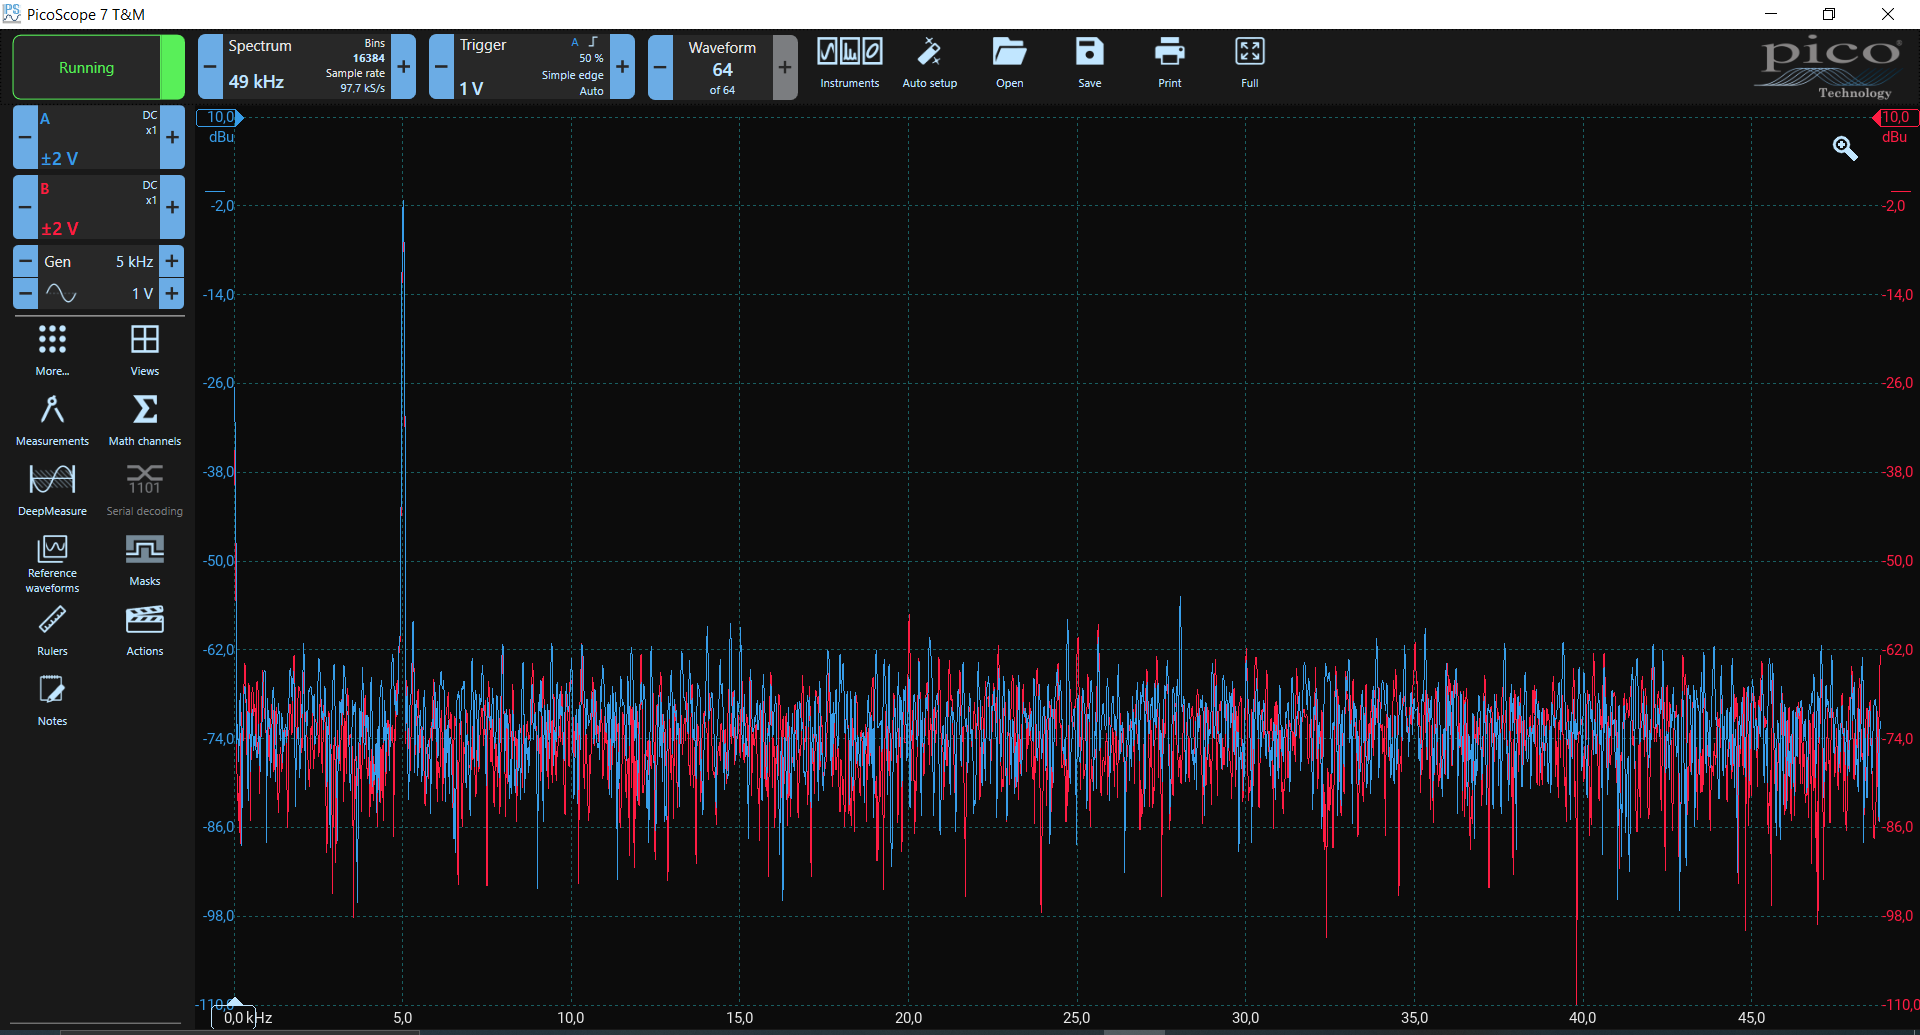 PicoScope 7 T&M
Running
Spectrum
49 kHz
Bins
16384
Sample rate
97,7 kS/s
Trigger
1 V
A
50 %
Simple edge
Auto
Waveform
64
of 64
Instruments
Auto setup
Open
Save
Print
Full
pico
Technology
A
DC
x1
±2 V
B
DC
x1
±2 V
Gen
5 kHz
1 V
More...
Views
Measurements
Math channels
DeepMeasure
1101
Serial decoding
Reference
waveforms
Masks
Rulers
Actions
Notes
10,0
dBu
-2,0
-14,0
-26,0
-38,0
-50,0
-62,0
-74,0
-86,0
-98,0
-110,0
10,0
dBu
-2,0
-14,0
-26,0
-38,0
-50,0
-62,0
-74,0
-86,0
-98,0
-110,0
0,0 kHz
5,0
10,0
15,0
20,0
25,0
30,0
35,0
40,0
45,0